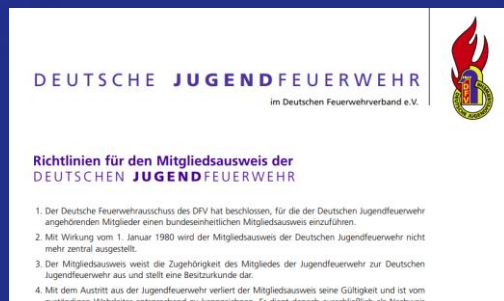 DEUTSCHE JUGENDFEUERWEHR
im Deutschen Feuerwehrverband e.V.
DFV
Richtlinien für den Mitgliedsausweis der
DEUTSCHEN JUGENDFEUERWEHR
1. Der Deutsche Feuerwehrausschuss des DFV hat beschlossen, für die der Deutschen Jugendfeuerwehr
angehörenden Mitglieder einen bundeseinheitlichen Mitgliedsausweis einzuführen.
2. Mit Wirkung vom 1. Januar 1980 wird der Mitgliedsausweis der Deutschen Jugendfeuerwehr nicht
mehr zentral ausgestellt.
3. Der Mitgliedsausweis weist die Zugehörigkeit des Mitgliedes der Jugendfeuerwehr zur Deutschen
Jugendfeuerwehr aus und stellt eine Besitzurkunde dar.
4. Mit dem Austritt aus der Jugendfeuerwehr verliert der Mitgliedsausweis seine Gültigkeit und ist vom